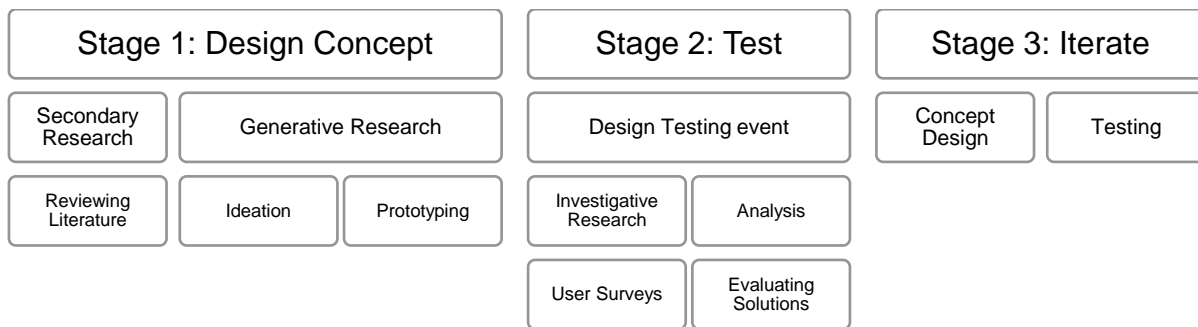 Stage 1: Design Concept
Stage 2: Test
Stage 3: Iterate
Secondary
Research
Generative Research
Design Testing event
Concept
Design
Testing
Reviewing
Literature
Ideation
Prototyping
Investigative
Research
Analysis
User Surveys
Evaluating
Solutions